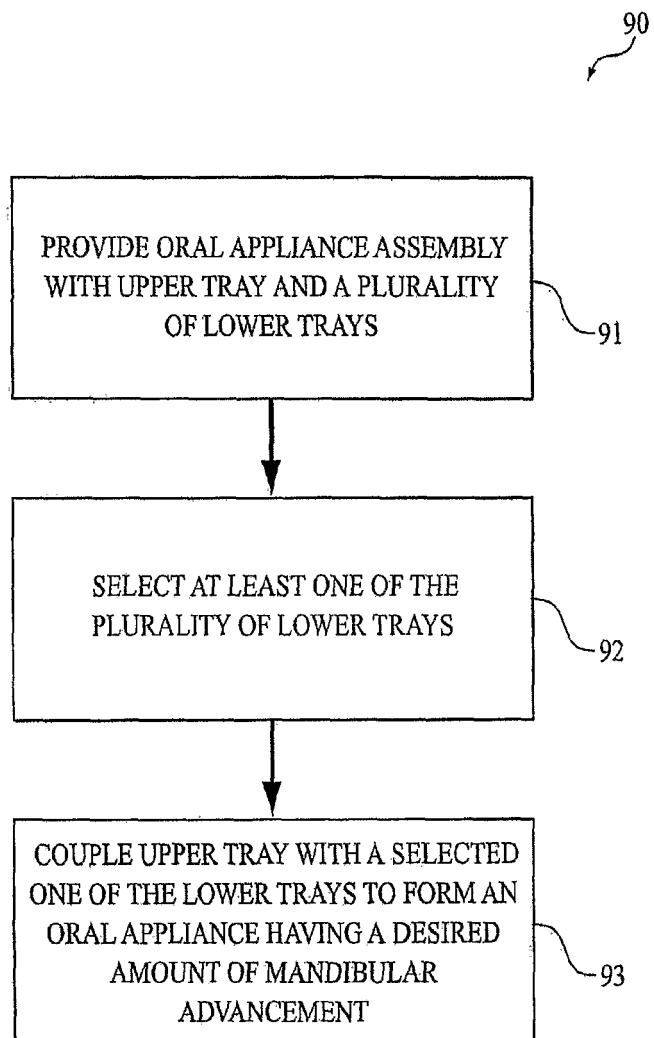 90
PROVIDE ORAL APPLIANCE ASSEMBLY
WITH UPPER TRAY AND A PLURALITY
OF LOWER TRAYS
91
SELECT AT LEAST ONE OF THE
PLURALITY OF LOWER TRAYS
92
COUPLE UPPER TRAY WITH A SELECTED
ONE OF THE LOWER TRAYS TO FORM AN
ORAL APPLIANCE HAVING A DESIRED
AMOUNT OF MANDIBULAR
ADVANCEMENT
93